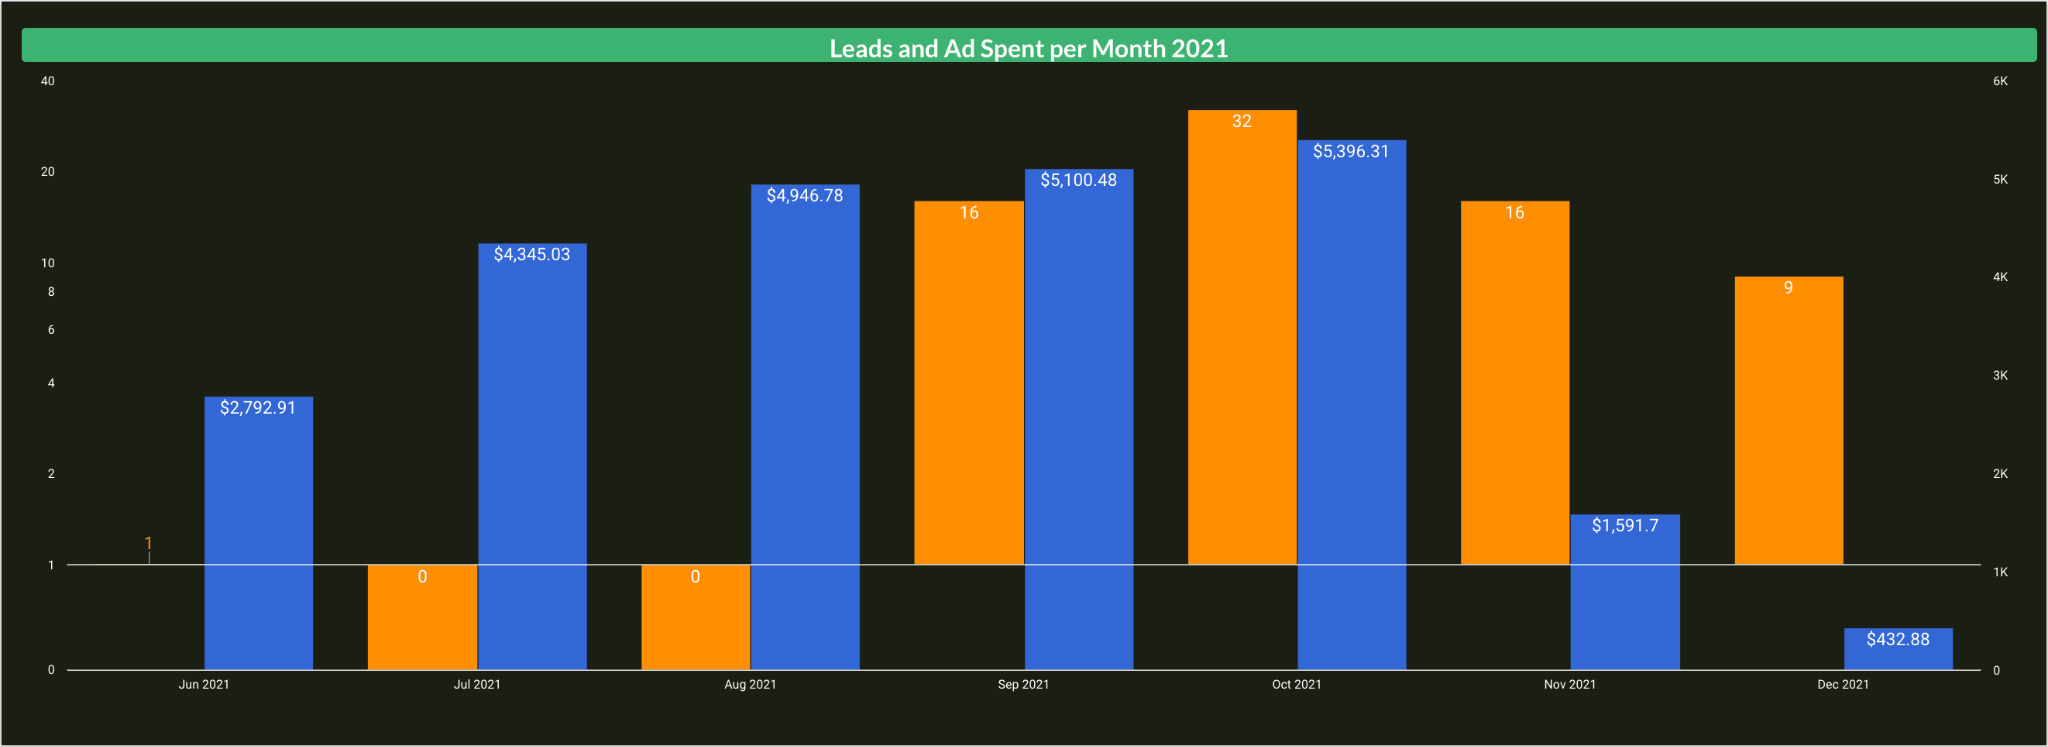 Leads and Ad Spent per Month 2021
40
20
10
8
6
4
2
1
0
6K
5K
4K
3K
2K
1K
0
1
$2,792.91
0
$4,345.03
0
$4,946.78
16
$5,100.48
32
$5,396.31
16
$1,591.7
9
$432.88
Jun 2021
Jul 2021
Aug 2021
Sep 2021
Oct 2021
Nov 2021
Dec 2021